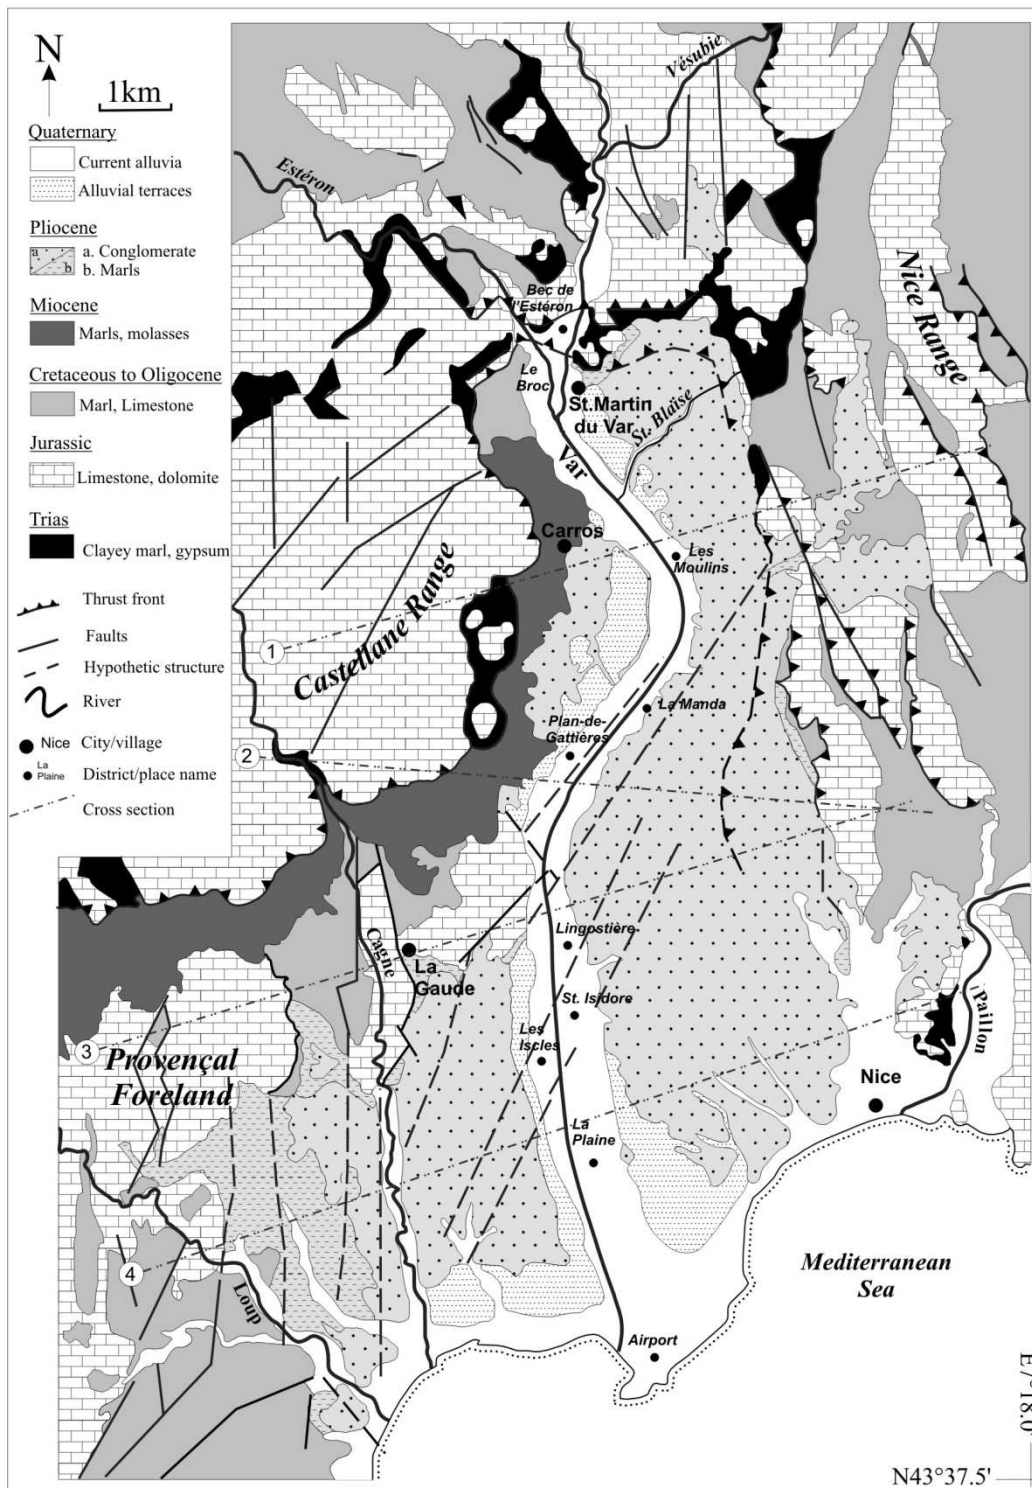 N
1km
Quaternary
Current alluvia
Alluvial terraces
Pliocene
a
b
a. Conglomerate
b. Marls
Miocene
Marls, molasses
Cretaceous to Oligocene
Marl, Limestone
Jurassic
Limestone, dolomite
Trias
Clayey marl, gypsum
Thrust front
Faults
Hypothetic structure
River
Nice City/village
La
Plaine
District/place name
Cross section
Vésubie
Estéron
Bec de
l'Estéron
Nice Range
Le
Broc
St.Martin
du Var
St. Blaise
Var
Carros
Les
Moulins
Castellane Range
1
La Manda
Plan-de-
Gattières
2
Cagne
Lingostière
La
Gaude
St. Isidore
Paillon
3
Provençal
Foreland
Les
Iscles
Nice
La
Plaine
4
Loup
Mediterranean
Sea
Airport
E7°18.0'
N43°37.5'